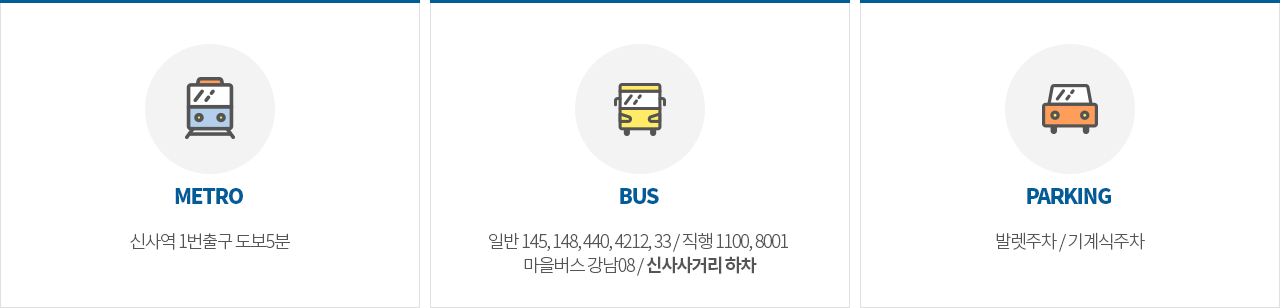 METRO
신사역 1번출구 도보5분
BUS
일반 145, 148, 440, 4212, 33 / 직행 1100, 8001
마을버스 강남08 / 신사사거리 하차
PARKING
발렛주차 / 기계식주차